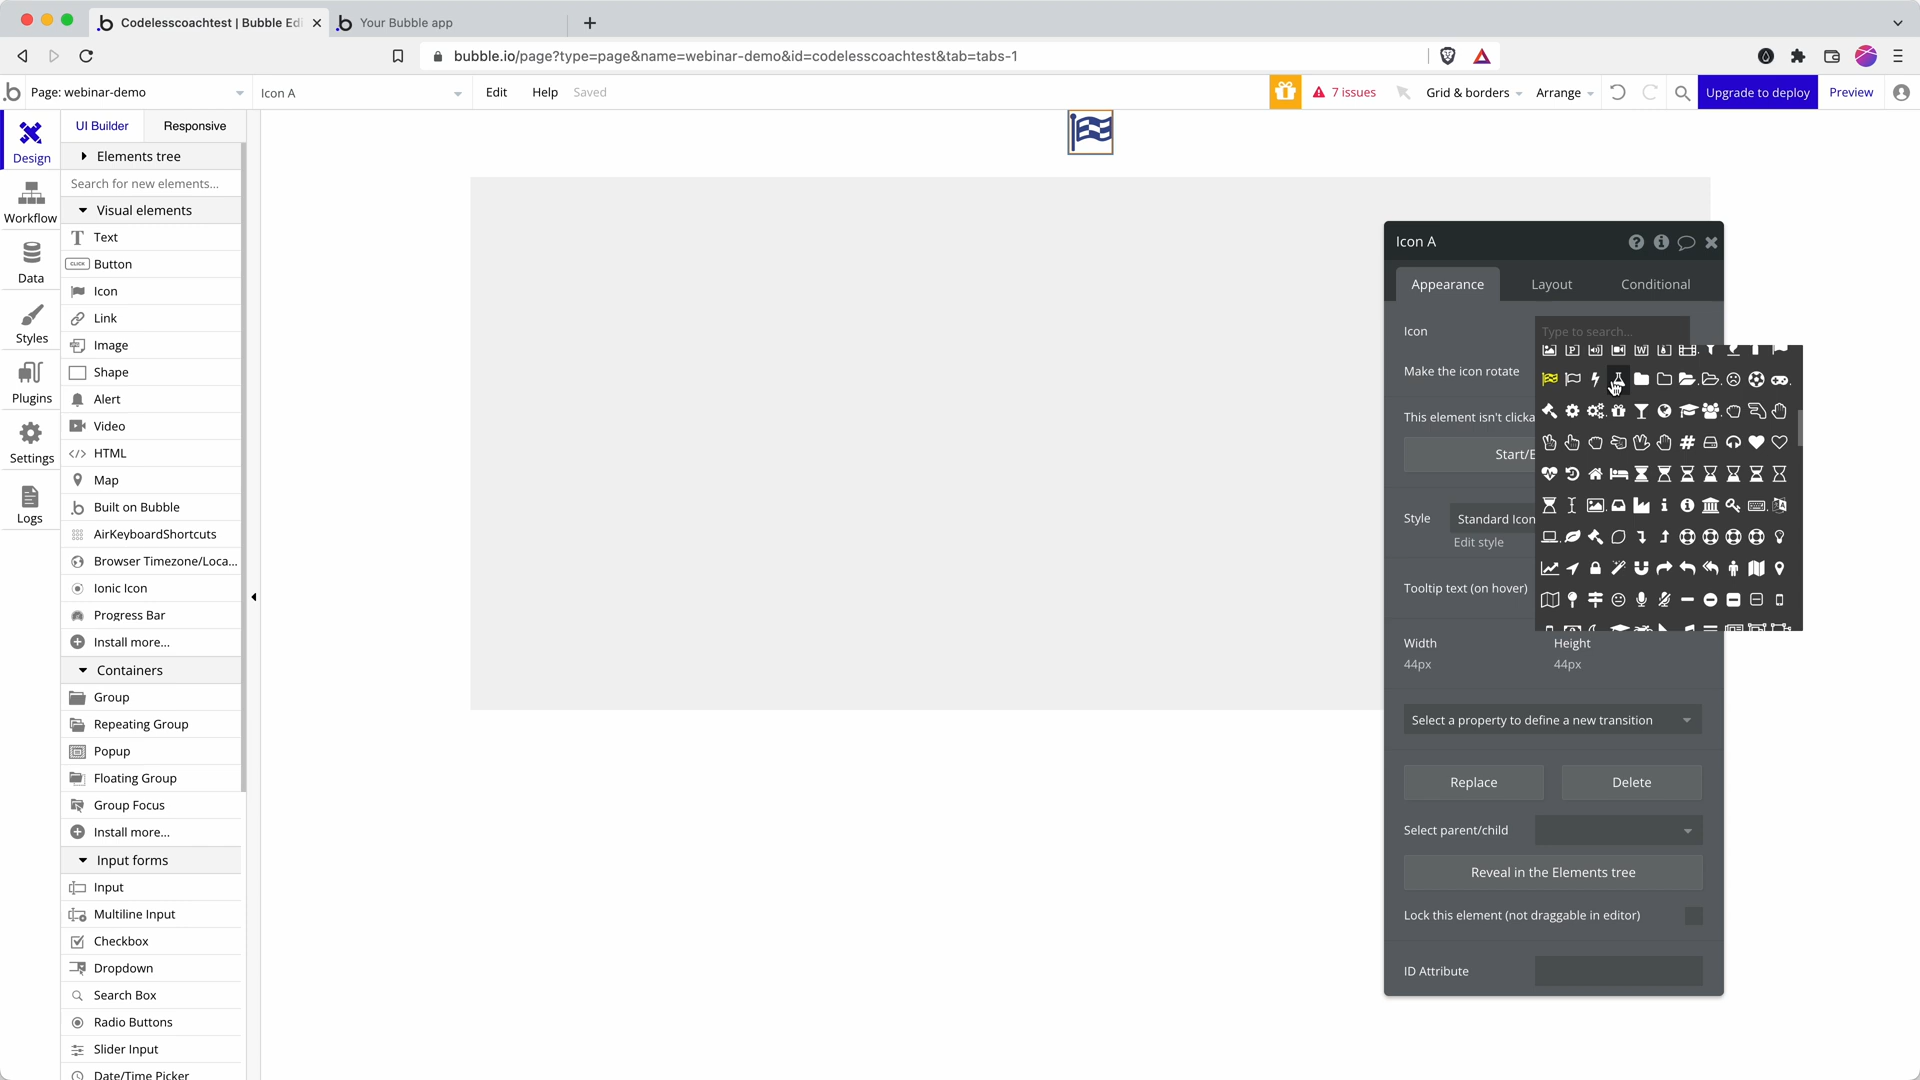 Codelesscoachtest | Bubble Edi
Your Bubble app
bubble.io/page?type=page&name=webinar-demo&id=codelesscoachtest&tab=tabs-1
Page: webinar-demo
Icon A
Edit
Help
Saved
7 issues
Grid & borders
Arrange
Upgrade to deploy
Preview
Design
Workflow
Data
Styles
Plugins
Settings
Logs
UI Builder
Responsive
Elements tree
Search for new elements...
Visual elements
Text
CLICK
Button
Icon
Link
Image
Shape
Alert
Video
HTML
Map
Built on Bubble
AirKeyboardShortcuts
Browser Timezone/Loca...
Ionic Icon
Progress Bar
Install more...
Containers
Group
Repeating Group
Popup
Floating Group
Group Focus
Install more...
Input forms
Input
Multiline Input
Checkbox
Dropdown
Search Box
Radio Buttons
Slider Input
Date/Time Picker
Icon A
Appearance
Layout
Conditional
Icon
Type to search...
Make the icon rotate
This element isn't clicka
Start/E
Style
Standard Icon
Edit style
Tooltip text (on hover)
Width
Height
44px
44px
Select a property to define a new transition
Replace
Delete
Select parent/child
Reveal in the Elements tree
Lock this element (not draggable in editor)
ID Attribute